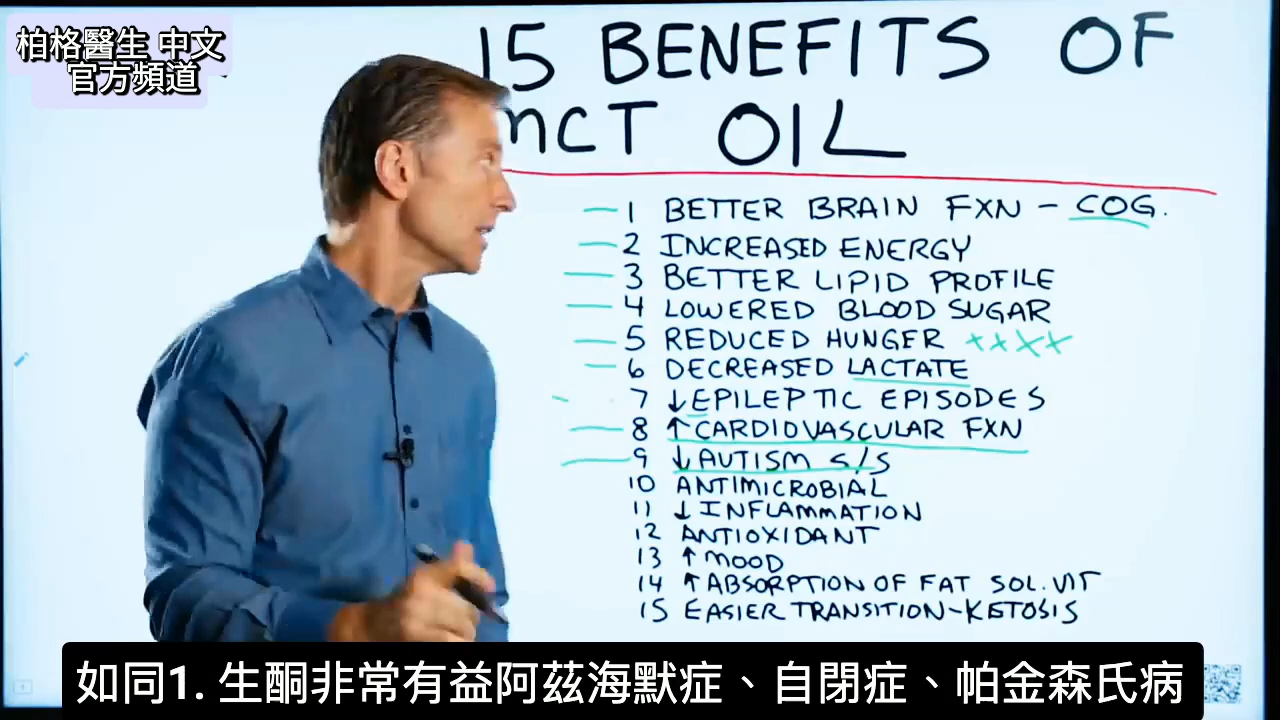 柏格醫生 中文
官方頻道
15 BENEFITS OF
MCT OIL
1 BETTER BRAIN FXN - COG.
2 INCREASED ENERGY
3 BETTER LIPID PROFILE
4 LOWERED BLOOD SUGAR
5 REDUCED HUNGER xxxx
6 DECREASED LACTATE
7 ↓EPILEPTIC EPISODES
8 ↑CARDIOVASCULAR FXN
9 ↓AUTISM S/S
10 ANTIMICROBIAL
11 ↓INFLAMMATION
12 ANTIOXIDANT
13 ↑MOOD
14 ↑ABSORPTION OF FAT SOL. VIT
15 EASIER TRANSITION-KETOSIS
如同1. 生酮非常有益阿茲海默症、自閉症、帕金森氏病